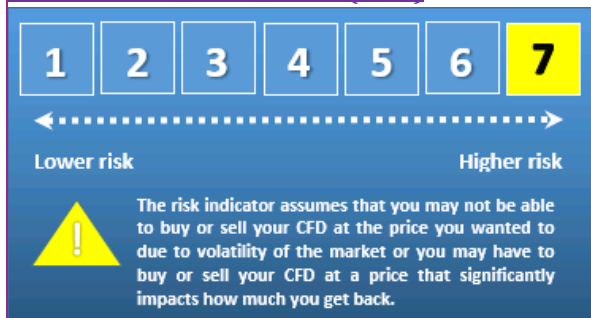 1 2 3 4 5 6 7
Lower risk Higher risk
!
The risk indicator assumes that you may not be able
to buy or sell your CFD at the price you wanted to
due to volatility of the market or you may have to
buy or sell your CFD at a price that significantly
impacts how much you get back.